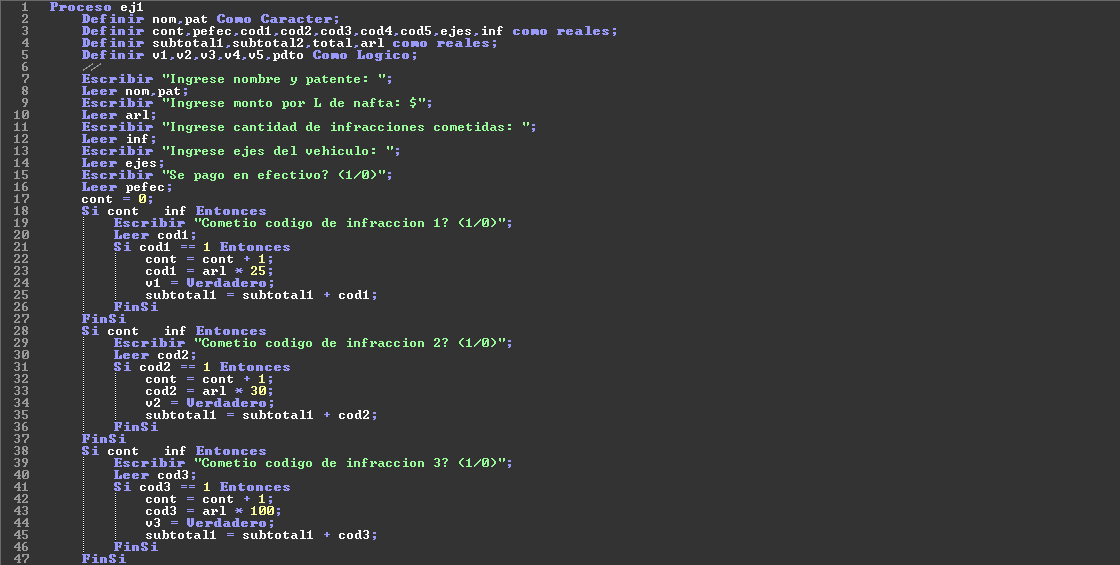 1 Proceso ej1
2     Definir nom,pat Como Caracter;
3     Definir cont,pefec,cod1,cod2,cod3,cod4,cod5,ejes,inf como reales;
4     Definir subtotal1,subtotal2,total,arl como reales;
5     Definir v1,v2,v3,v4,v5,pdto Como Logico;
6     //
7     Escribir "Ingrese nombre y patente: ";
8     Leer nom,pat;
9     Escribir "Ingrese monto por L de nafta: $";
10     Leer arl;
11     Escribir "Ingrese cantidad de infracciones cometidas: ";
12     Leer inf;
13     Escribir "Ingrese ejes del vehiculo: ";
14     Leer ejes;
15     Escribir "Se pago en efectivo? (1/0)";
16     Leer pefec;
17     cont = 0;
18     Si cont   inf Entonces
19         Escribir "Cometio codigo de infraccion 1? (1/0)";
20         Leer cod1;
21         Si cod1 == 1 Entonces
22             cont = cont + 1;
23             cod1 = arl * 25;
24             v1 = Verdadero;
25             subtotal1 = subtotal1 + cod1;
26         FinSi
27     FinSi
28     Si cont   inf Entonces
29         Escribir "Cometio codigo de infraccion 2? (1/0)";
30         Leer cod2;
31         Si cod2 == 1 Entonces
32             cont = cont + 1;
33             cod2 = arl * 30;
34             v2 = Verdadero;
35             subtotal1 = subtotal1 + cod2;
36         FinSi
37     FinSi
38     Si cont   inf Entonces
39         Escribir "Cometio codigo de infraccion 3? (1/0)";
40         Leer cod3;
41         Si cod3 == 1 Entonces
42             cont = cont + 1;
43             cod3 = arl * 100;
44             v3 = Verdadero;
45             subtotal1 = subtotal1 + cod3;
46         FinSi
47     FinSi